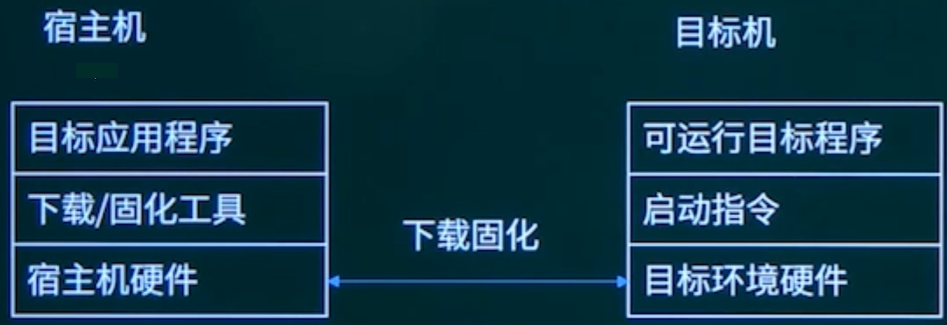 宿主机
目标机
目标应用程序
可运行目标程序
下载/固化工具
启动指令
下载固化
宿主机硬件
目标环境硬件